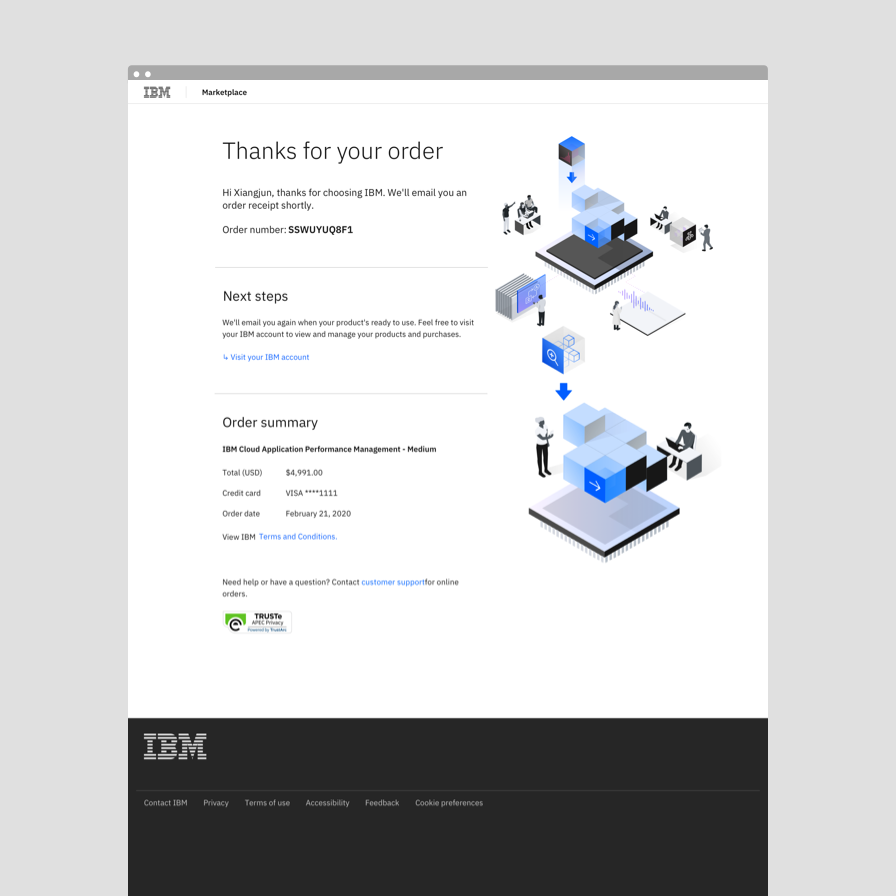 IBM
Marketplace
Thanks for your order
Hi Xiangjun, thanks for choosing IBM. We'll email you an
order receipt shortly.
Order number: SSWUYUQ8F1
Next steps
We'll email you again when your product's ready to use. Feel free to visit
your IBM account to view and manage your products and purchases.
↳ Visit your IBM account
Order summary
IBM Cloud Application Performance Management - Medium
Total (USD) $4,991.00
Credit card VISA ****1111
Order date February 21, 2020
View IBM Terms and Conditions.
Need help or have a question? Contact customer supportfor online
orders.
TRUSTe
APEC Privacy
Powered by TrustArc
IBM
Contact IBM Privacy Terms of use Accessibility Feedback Cookie preferences